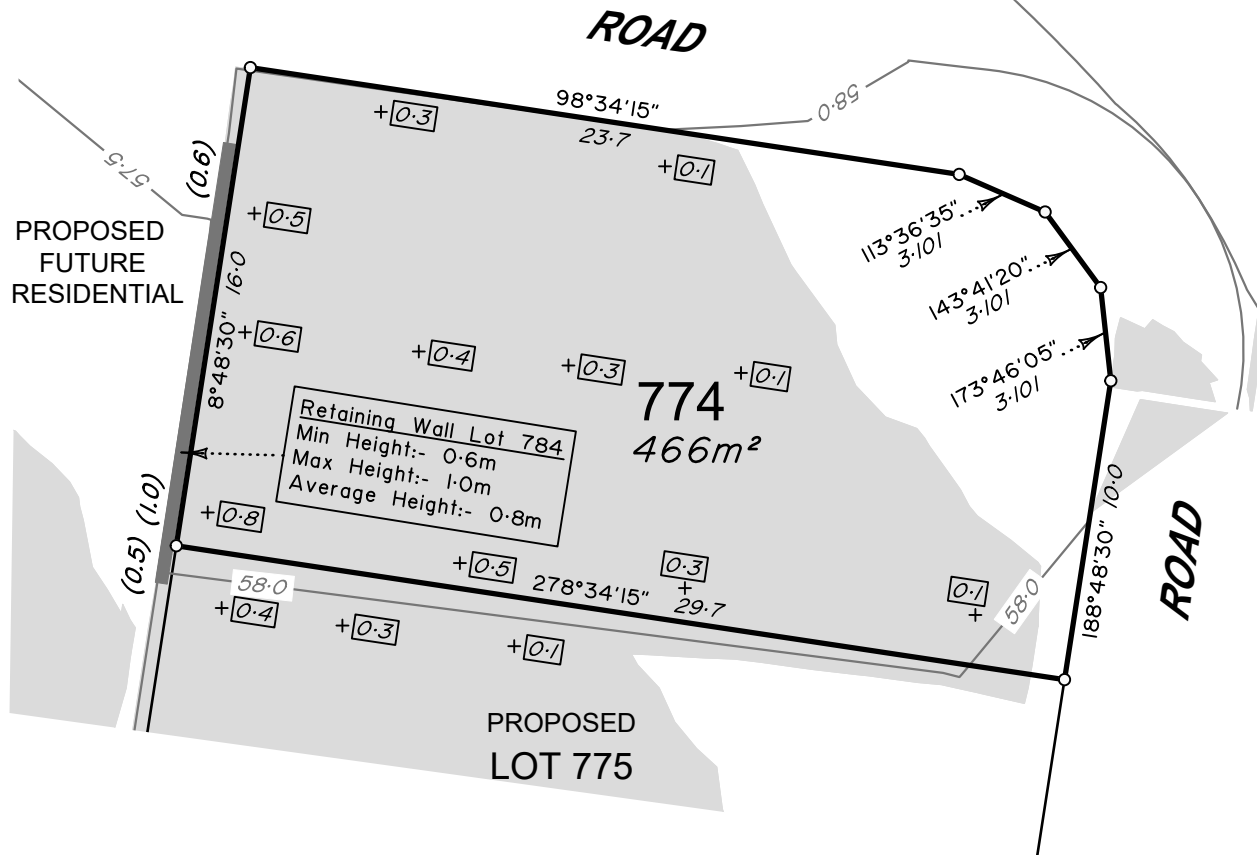 ROAD
98°34'15"
23·7
58·0
57·5
(0.6)
0·3
0·1
0·5
113°36'35"
3·101
143°41'20"
3·101
173°46'05"
3·101
PROPOSED
FUTURE
RESIDENTIAL
16·0
8°48'30"
0·6
0·4
0·3
0·1
774
466m²
Retaining Wall Lot 784
Min Height:- 0·6m
Max Height:- 1·0m
Average Height:- 0·8m
(1.0)
(0.5)
0·8
0·5
0·3
0·1
278°34'15"
29·7
58·0
58·0
188°48'30" 10·0
ROAD
0·4
0·3
0·1
PROPOSED
LOT 775